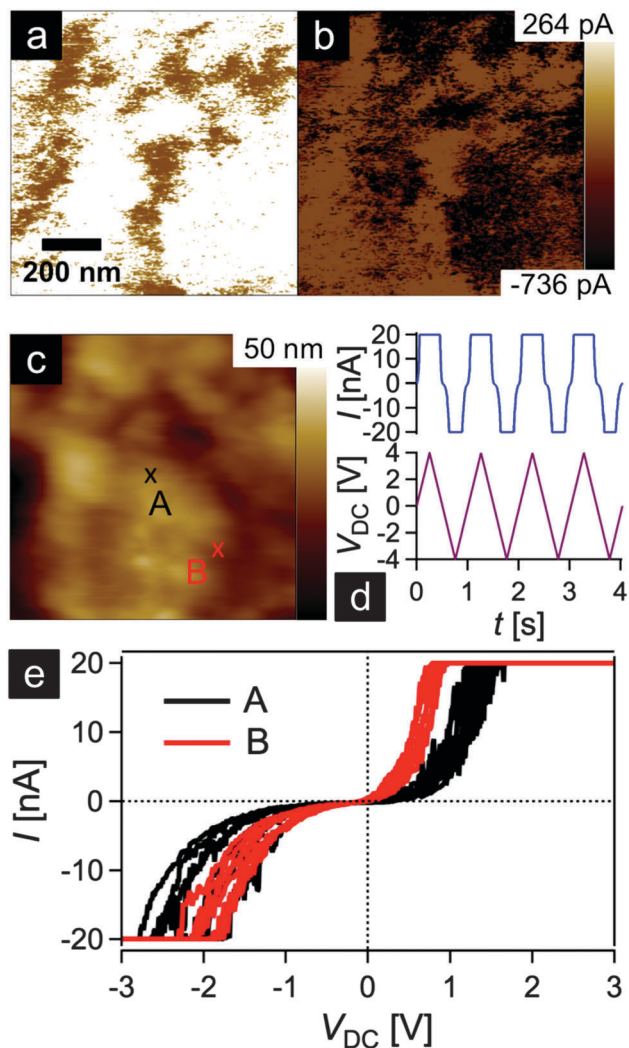 a
b
264 pA
200 nm
-736 pA
c
50 nm
A
B
20
10
0
-10
-20
I [nA]
4
2
0
-2
-4
V_DC [V]
0 1 2 3 4
t [s]
d
e
A
B
20
10
0
-10
-20
I [nA]
-3 -2 -1 0 1 2 3
V_DC [V]